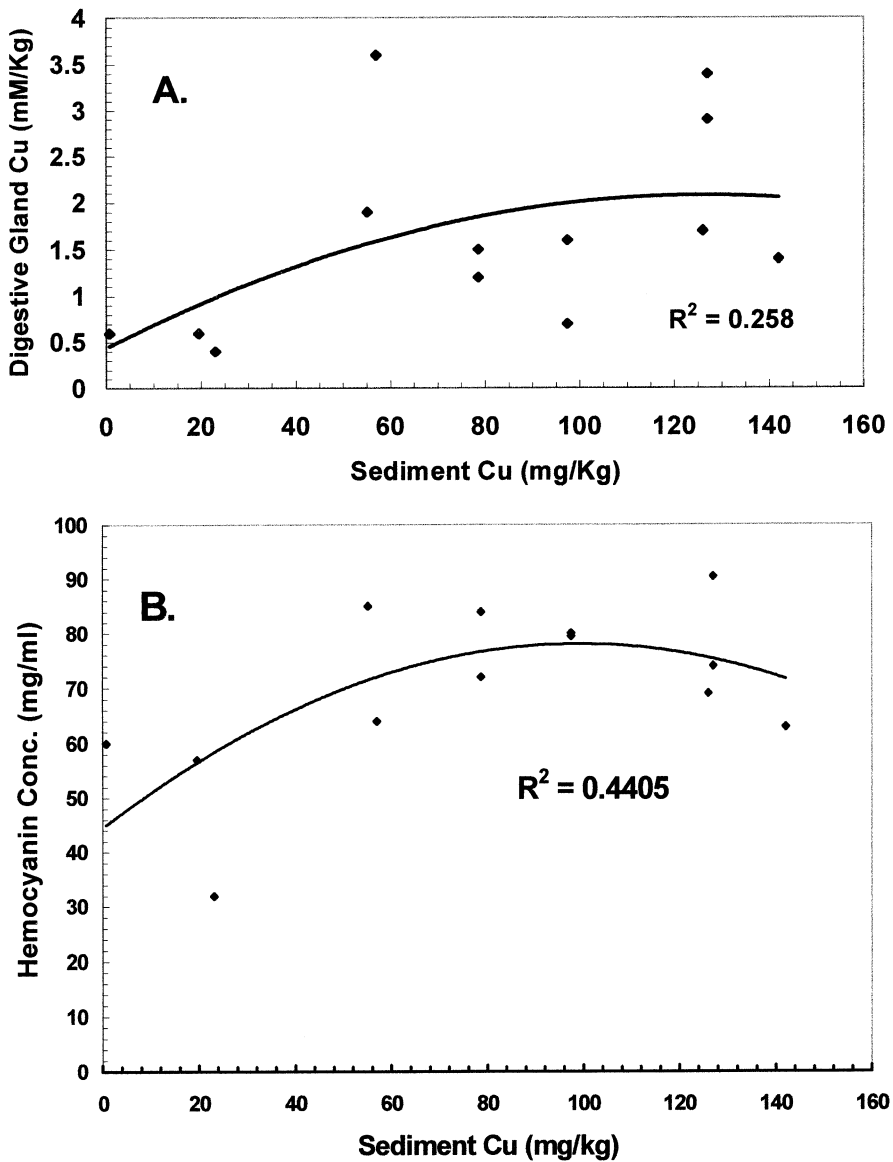 4
3.5
3
2.5
2
1.5
1
0.5
0
A.
Digestive Gland Cu (mM/Kg)
R² = 0.258
0 20 40 60 80 100 120 140 160
Sediment Cu (mg/Kg)
100
90
80
70
60
50
40
30
20
10
0
B.
Hemocyanin Conc. (mg/ml)
R² = 0.4405
0 20 40 60 80 100 120 140 160
Sediment Cu (mg/kg)